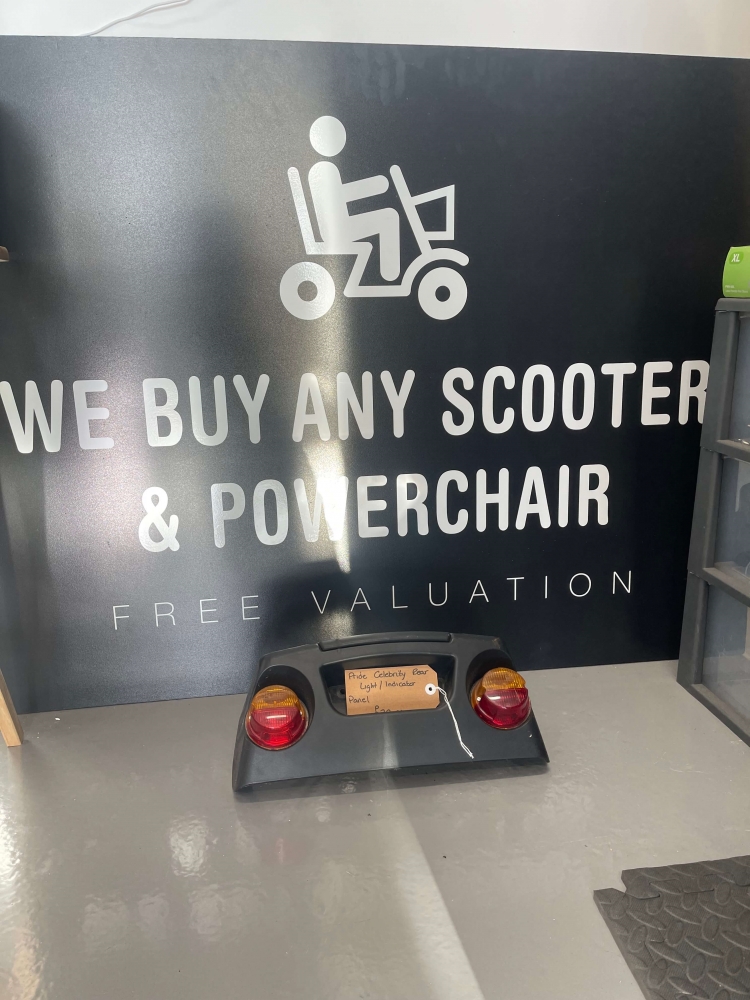 WE BUY ANY SCOOTER
& POWERCHAIR
FREE VALUATION
XL
Pride Celebrity Rear
Light/Indicator
Panel